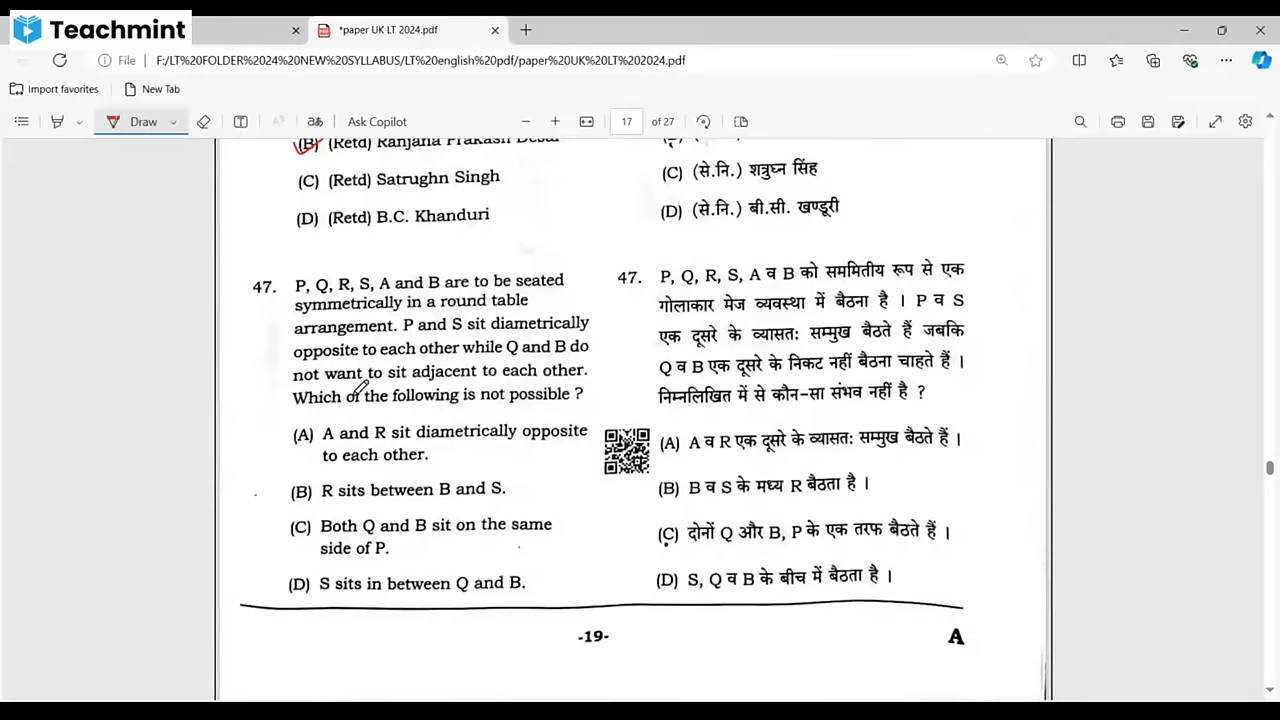 Teachmint
*paper UK LT 2024.pdf
File
F:/LT%20FOLDER%2024%20NEW%20SYLLABUS/LT%20english%20pdf/paper%20UK%20LT%202024.pdf
Import favorites
New Tab
Draw
Ask Copilot
17 of 27
(B) (Retd) Ranjana Prakash Desai
(C) (Retd) Satrughn Singh
(D) (Retd) B.C. Khanduri
(C) (से.नि.) शत्रुघ्न सिंह
(D) (से.नि.) बी.सी. खण्डूरी
47. P, Q, R, S, A and B are to be seated
symmetrically in a round table
arrangement. P and S sit diametrically
opposite to each other while Q and B do
not want to sit adjacent to each other.
Which of the following is not possible ?
(A) A and R sit diametrically opposite
to each other.
(B) R sits between B and S.
(C) Both Q and B sit on the same
side of P.
(D) S sits in between Q and B.
47. P, Q, R, S, A व B को सममितीय रूप से एक
गोलाकार मेज व्यवस्था में बैठना है । P व S
एक दूसरे के व्यासत: सम्मुख बैठते हैं जबकि
Q व B एक दूसरे के निकट नहीं बैठना चाहते हैं ।
निम्नलिखित में से कौन-सा संभव नहीं है ?
(A) A व R एक दूसरे के व्यासत: सम्मुख बैठते हैं ।
(B) B व S के मध्य R बैठता है ।
(C) दोनों Q और B, P के एक तरफ बैठते हैं ।
(D) S, Q व B के बीच में बैठता है ।
-19-
A